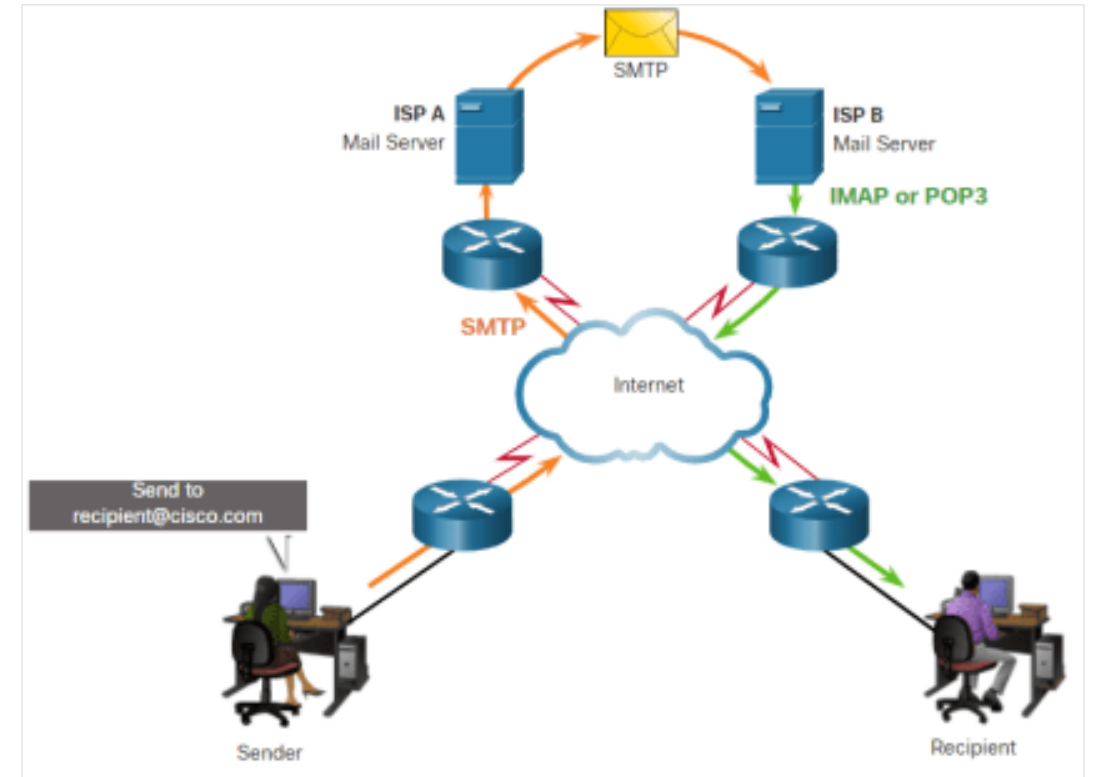 SMTP
ISP A
Mail Server
ISP B
Mail Server
IMAP or POP3
SMTP
Internet
Send to
recipient@cisco.com
Sender
Recipient